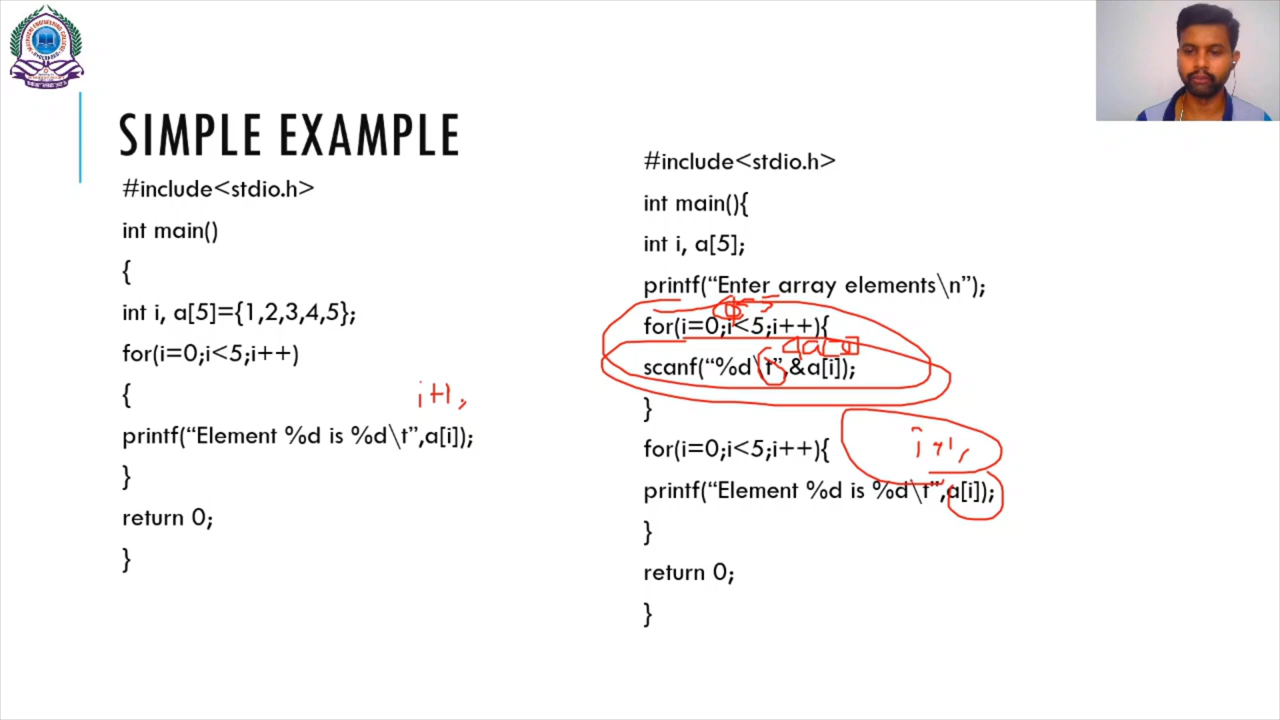 SIMPLE EXAMPLE
#include<stdio.h>
int main()
{
int i, a[5]={1,2,3,4,5};
for(i=0;i<5;i++)
{
i+1,
printf("Element %d is %d\t",a[i]);
}
return 0;
}
#include<stdio.h>
int main(){
int i, a[5];
printf("Enter array elements\n");
for(i=0;i<5;i++){
scanf("%d\t",&a[i]);
}
for(i=0;i<5;i++){
i+1,
printf("Element %d is %d\t",a[i]);
}
return 0;
}